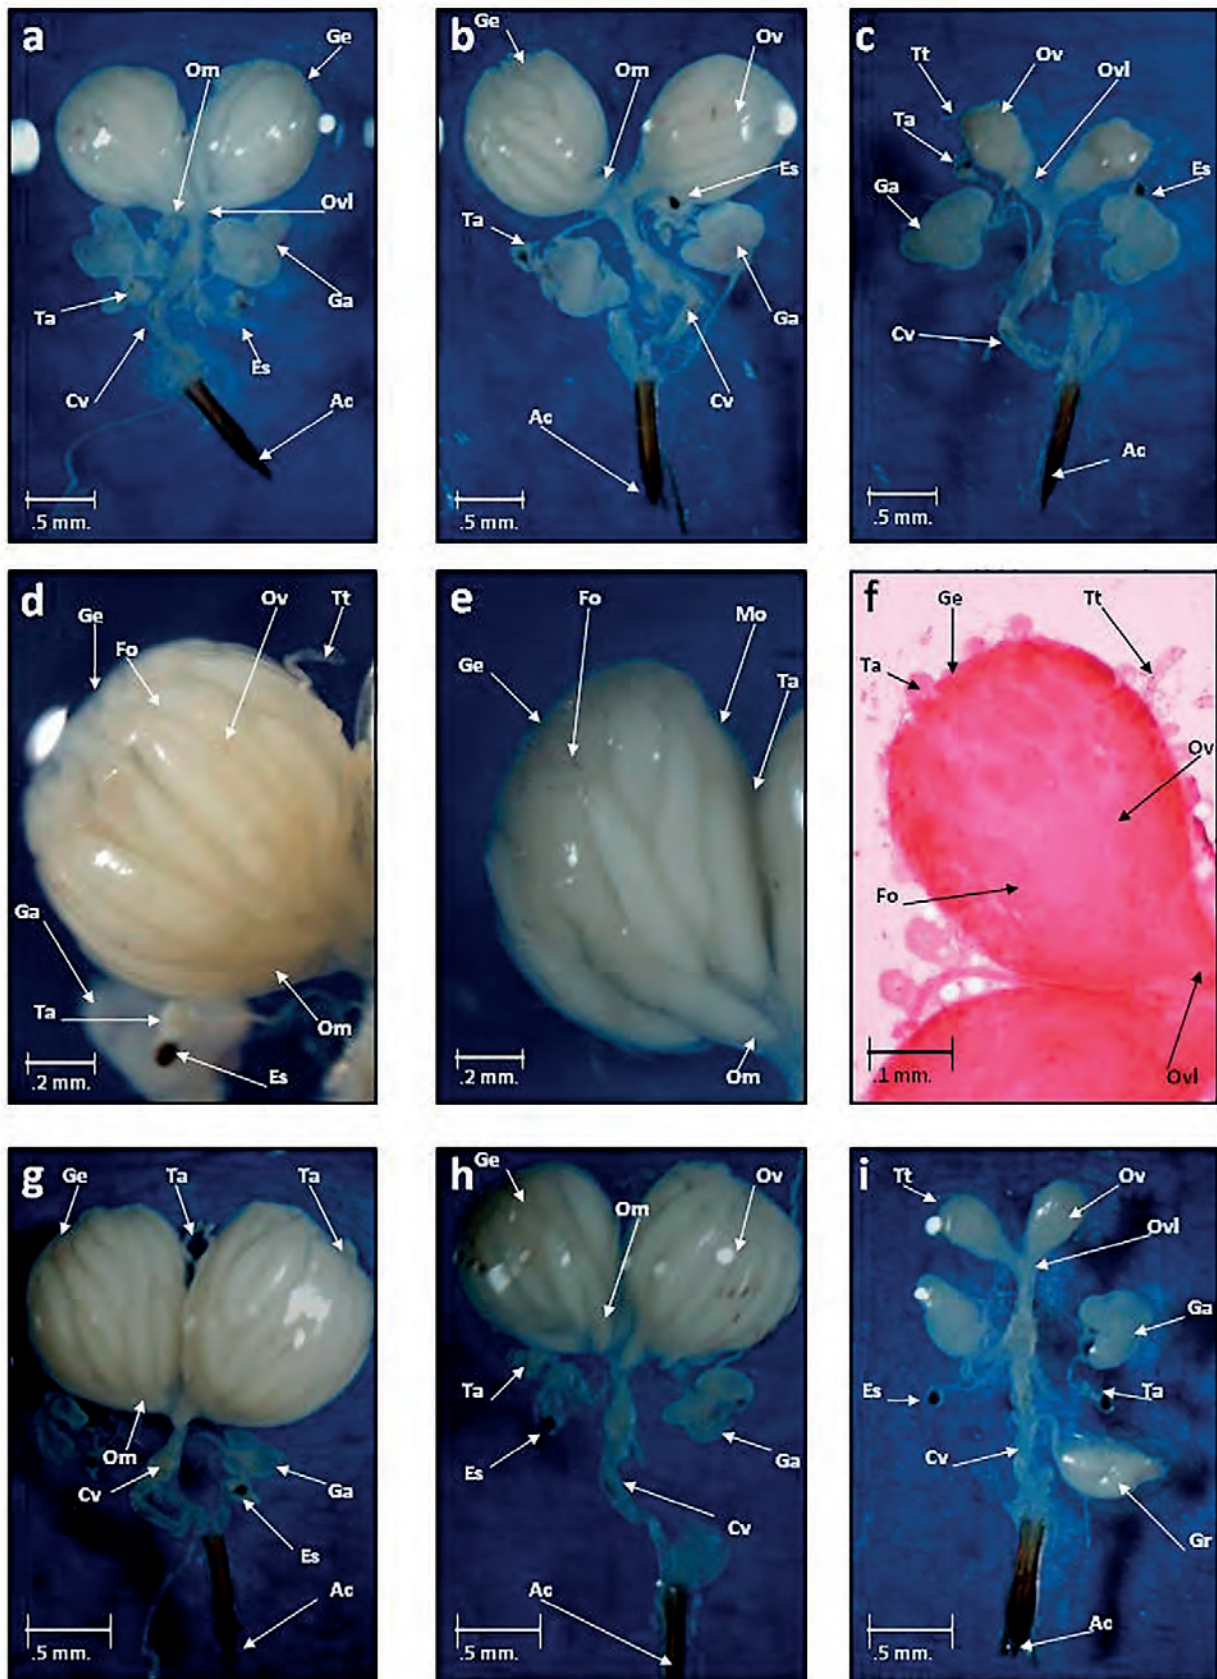 a
Om
Ge
Ovl
Ga
Ta
Es
Cv
Ac
.5 mm.
b
Ge
Om
Ov
Es
Ta
Ga
Cv
Ac
.5 mm.
c
Tt
Ov
Ovl
Ta
Es
Ga
Cv
Ac
.5 mm.
d
Ge
Fo
Ov
Tt
Ga
Ta
Om
Es
.2 mm.
e
Fo
Mo
Ge
Ta
Om
.2 mm.
f
Ge
Tt
Ta
Ov
Fo
Ovl
.1 mm.
g
Ge
Ta
Ta
Om
Cv
Ga
Es
Ac
.5 mm.
h
Ge
Om
Ov
Ta
Es
Ga
Cv
Ac
.5 mm.
i
Tt
Ov
Ovl
Ga
Es
Ta
Cv
Gr
Ac
.5 mm.